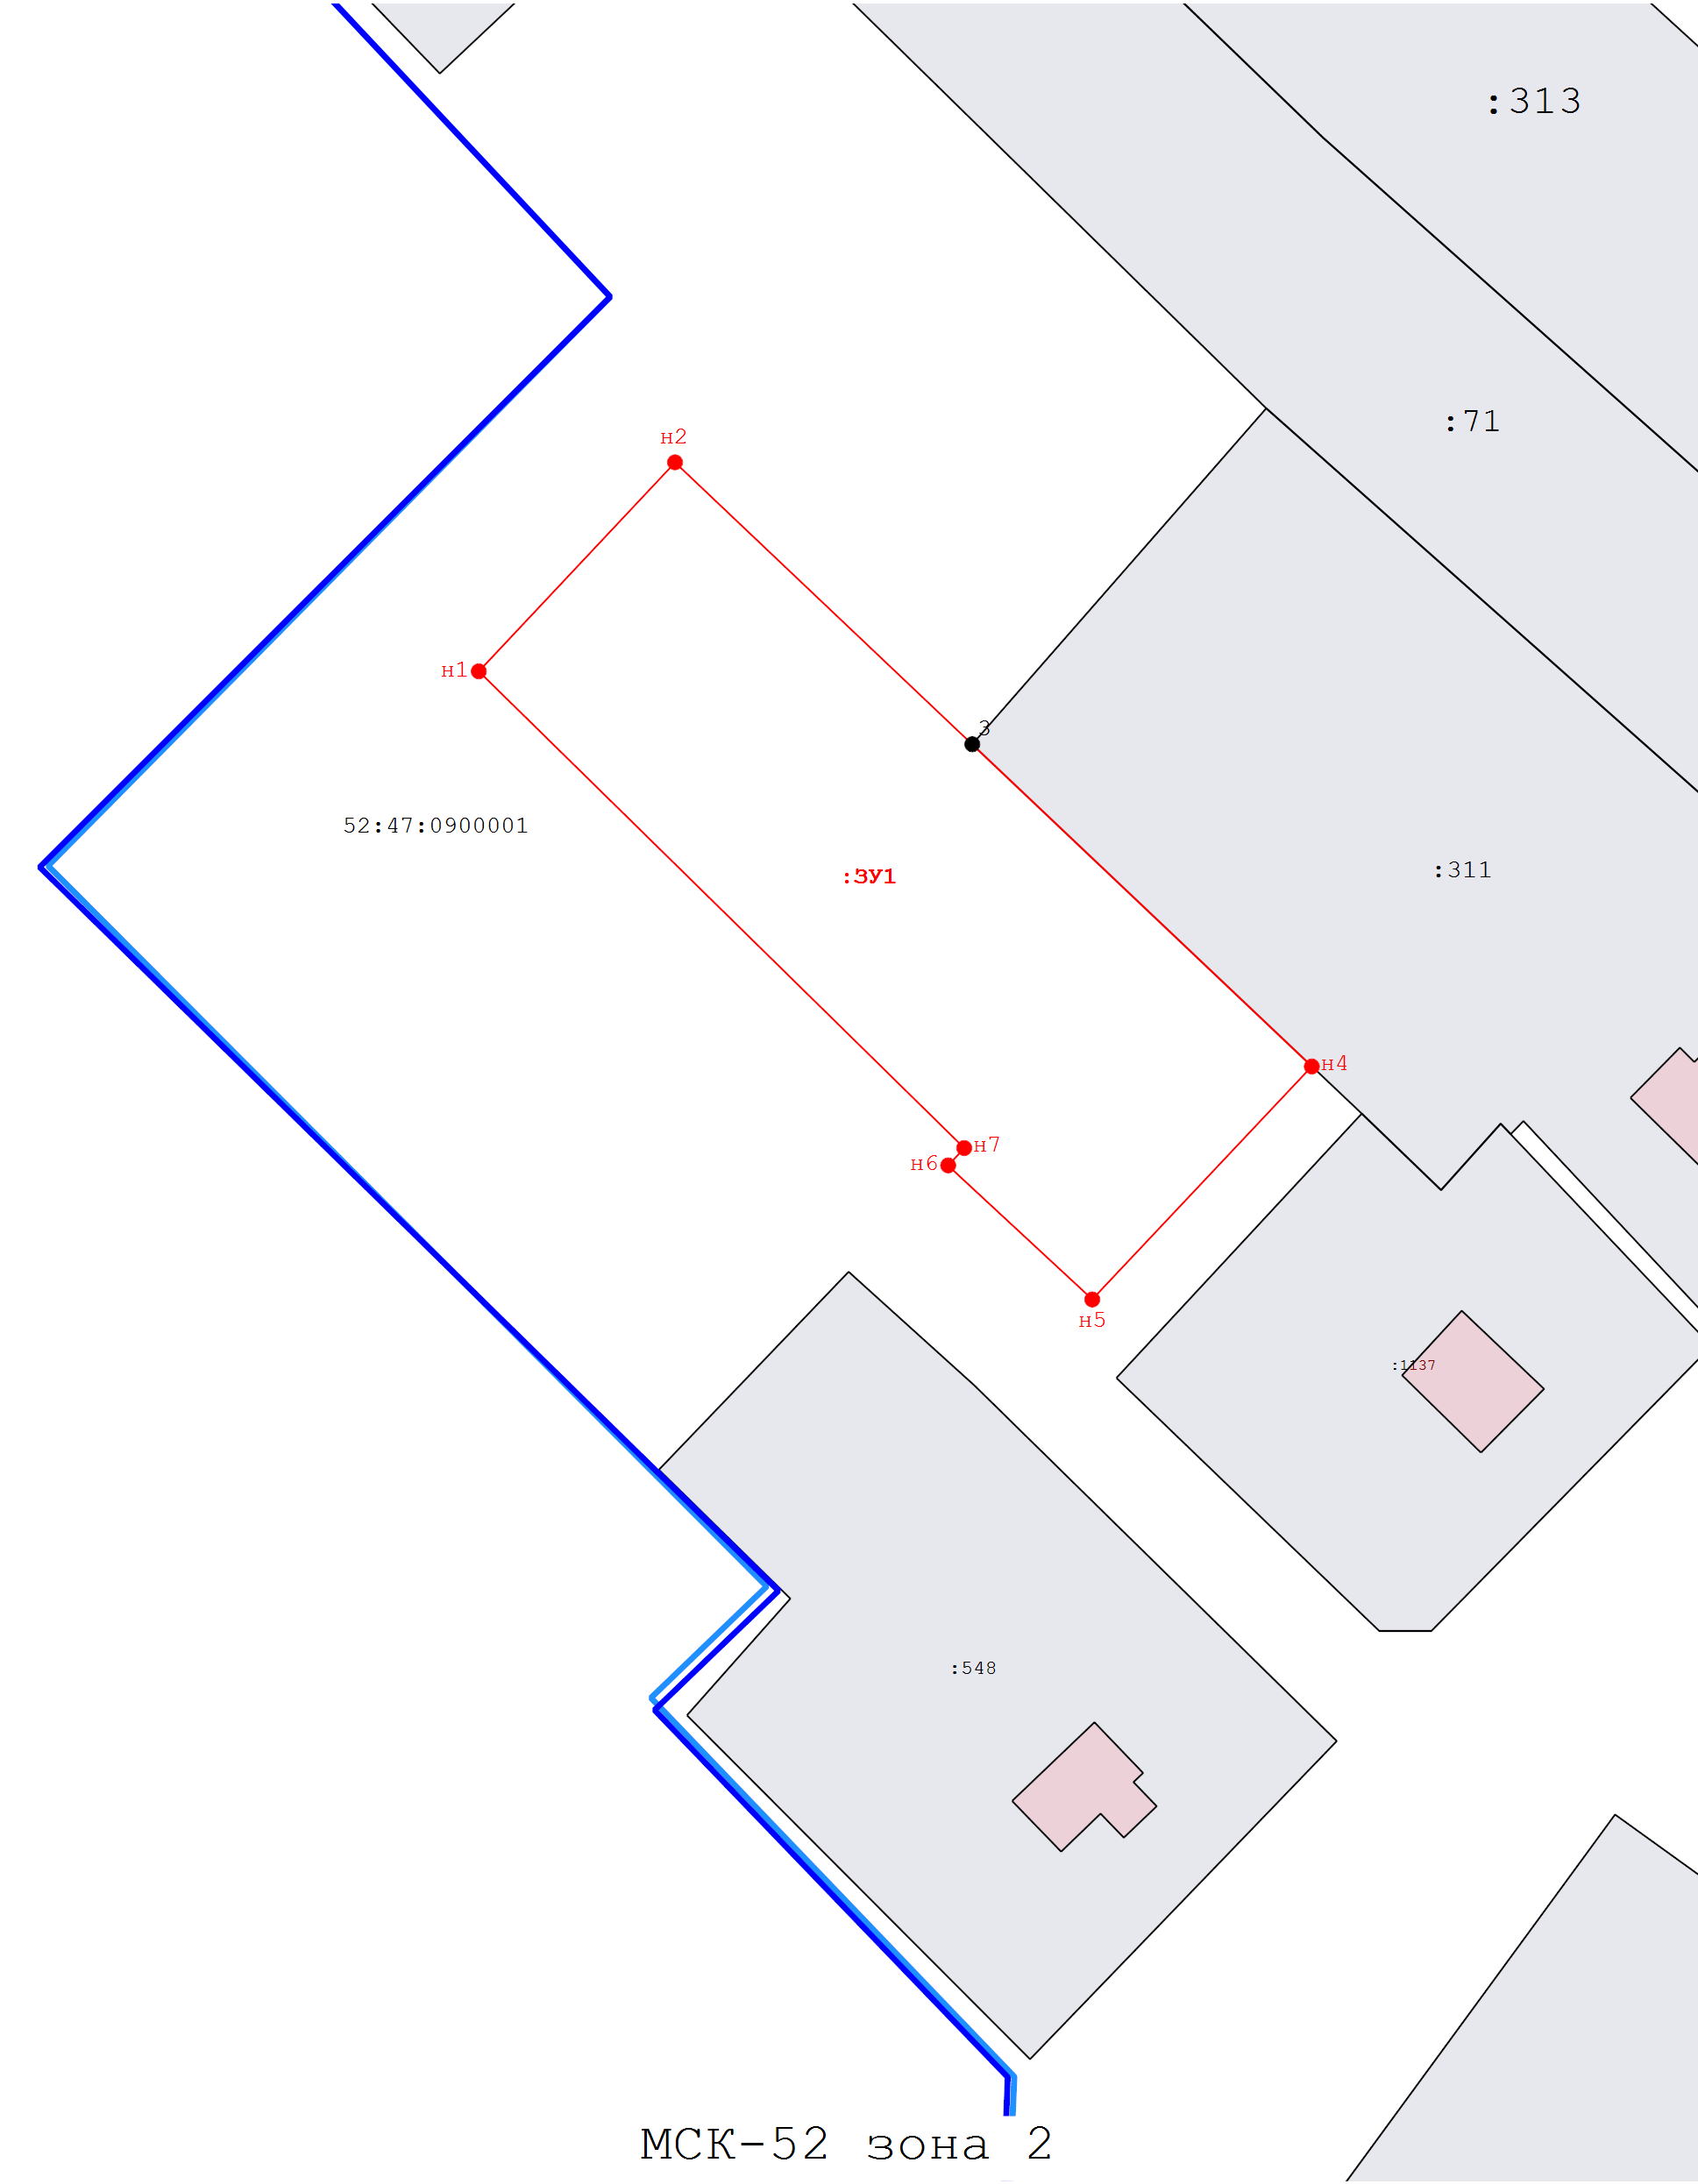 :313
:71
н2
н1
3
52:47:0900001
:ЗУ1
:311
н4
н7
н6
н5
:1137
:548
МСК-52 зона 2